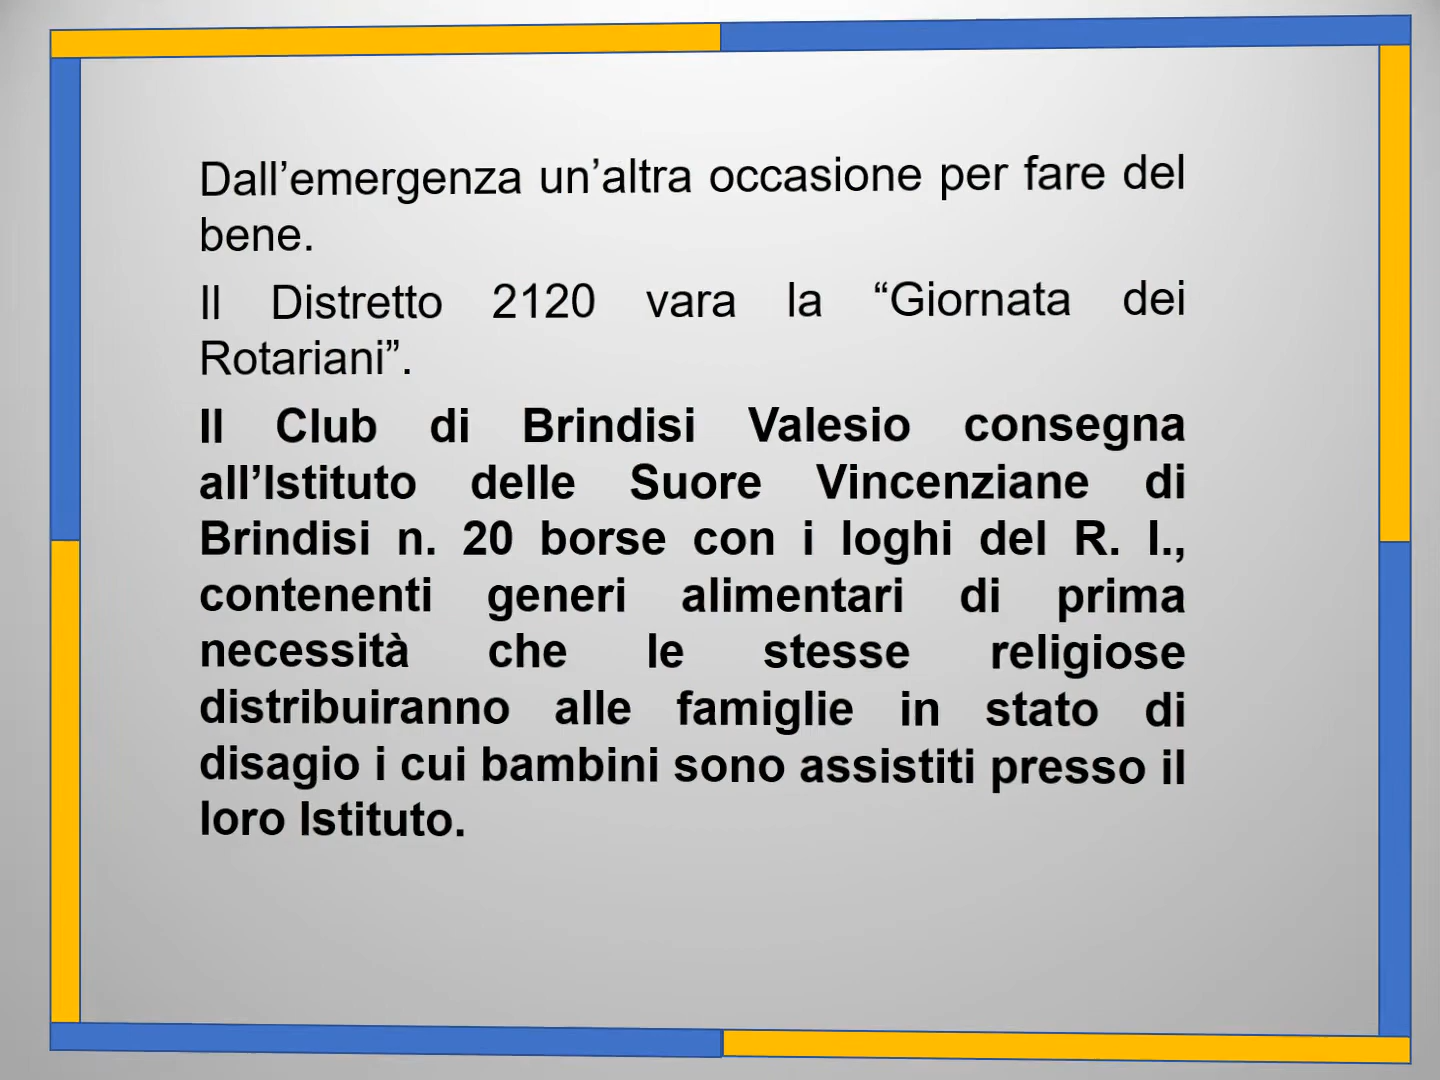 Dall’emergenza un’altra occasione per fare del
bene.
Il Distretto 2120 vara la “Giornata dei
Rotariani”.
Il Club di Brindisi Valesio consegna
all’Istituto delle Suore Vincenziane di
Brindisi n. 20 borse con i loghi del R. I.,
contenenti generi alimentari di prima
necessità che le stesse religiose
distribuiranno alle famiglie in stato di
disagio i cui bambini sono assistiti presso il
loro Istituto.